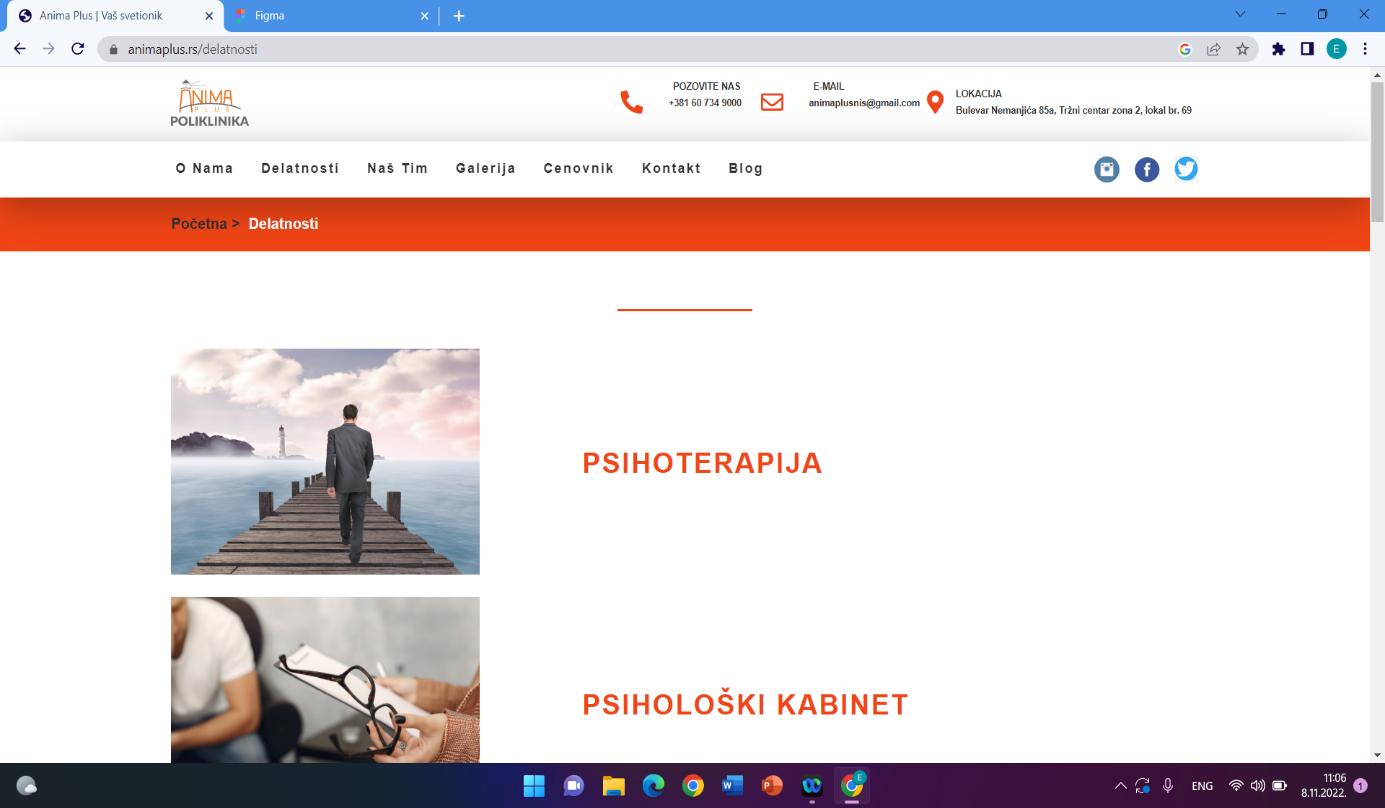 Anima Plus | Vaš svetionik
Figma
animaplus.rs/delatnosti
E
ANIMA
PLUS
POLIKLINIKA
POZOVITE NAS
+381 60 734 9000
E-MAIL
animaplusnis@gmail.com
LOKACIJA
Bulevar Nemanjića 85a, Tržni centar zona 2, lokal br. 69
O Nama Delatnosti Naš Tim Galerija Cenovnik Kontakt Blog
Početna > Delatnosti
PSIHOTERAPIJA
PSIHOLOŠKI KABINET
ENG
11:06
8.11.2022.
1